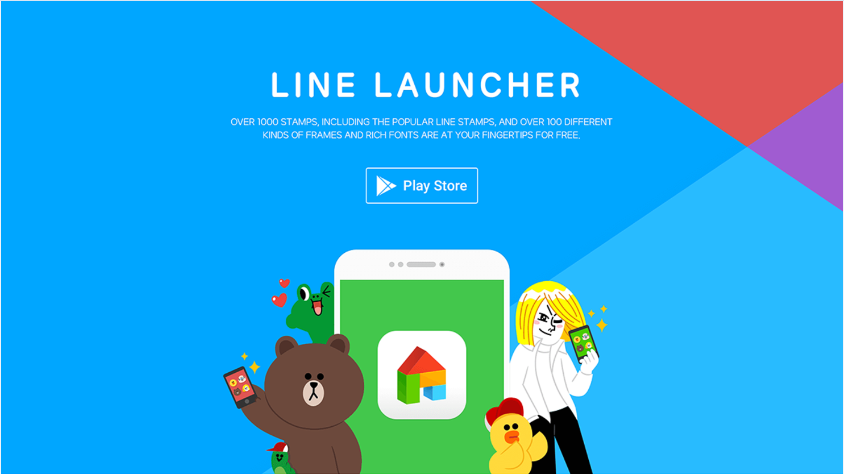 LINE LAUNCHER
OVER 1000 STAMPS, INCLUDING THE POPULAR LINE STAMPS, AND OVER 100 DIFFERENT
KINDS OF FRAMES AND RICH FONTS ARE AT YOUR FINGERTIPS FOR FREE.
Play Store